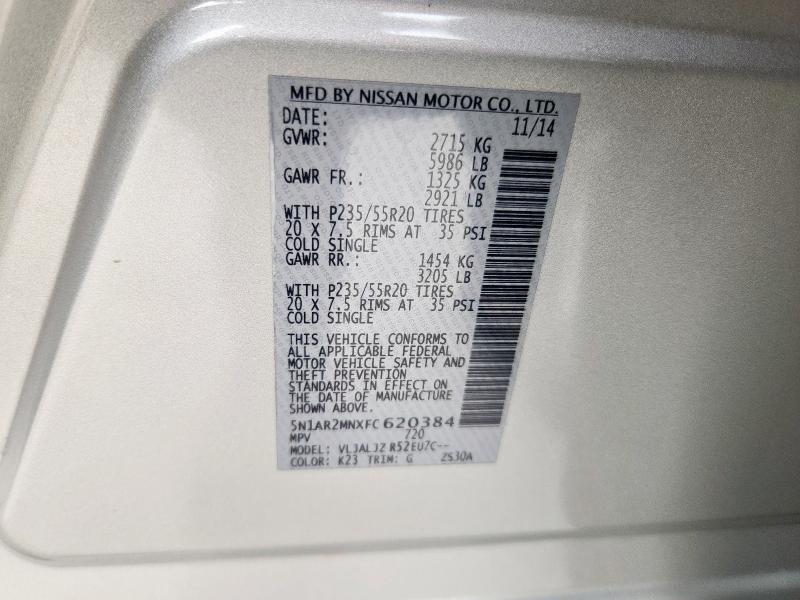 MFD BY NISSAN MOTOR CO., LTD.
DATE: 11/14
GVWR: 2715 KG
5986 LB
GAWR FR.: 1325 KG
2921 LB
WITH P235/55R20 TIRES
20 X 7.5 RIMS AT 35 PSI
COLD SINGLE
GAWR RR.: 1454 KG
3205 LB
WITH P235/55R20 TIRES
20 X 7.5 RIMS AT 35 PSI
COLD SINGLE
THIS VEHICLE CONFORMS TO
ALL APPLICABLE FEDERAL
MOTOR VEHICLE SAFETY AND
THEFT PREVENTION
STANDARDS IN EFFECT ON
THE DATE OF MANUFACTURE
SHOWN ABOVE.
5N1AR2MNXFC 620384
MPV 720
MODEL: VLJALJZ R52EU7C--
COLOR: K23 TRIM: G ZS30A